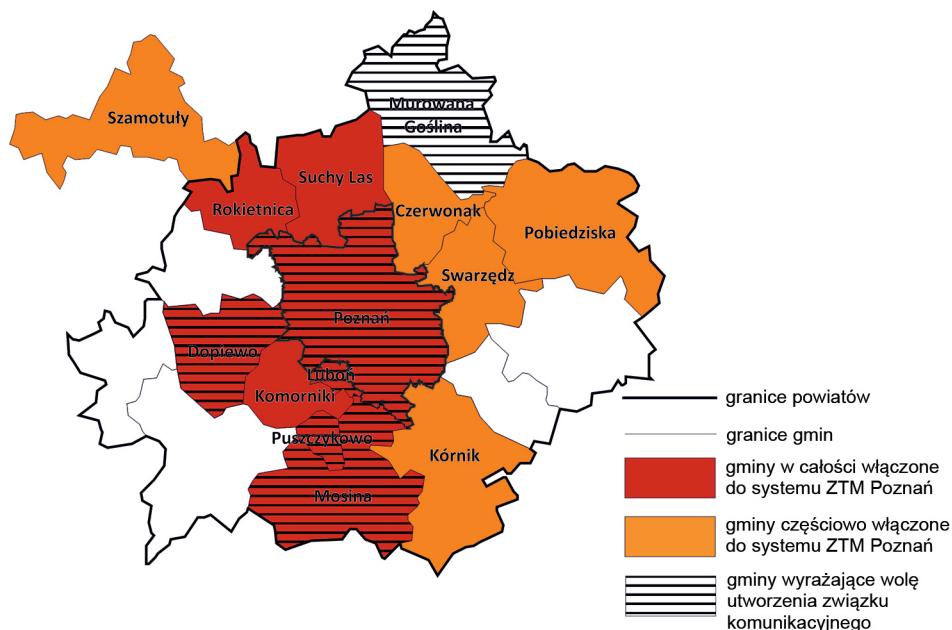 Murowana
Goślina
Szamotuły
Suchy Las
Rokietnica
Czerwonak
Pobiedziska
Swarzędz
Poznań
Dopiewo
Luboń
Komorniki
Puszczykowo
Kórnik
Mosina
granice powiatów
granice gmin
gminy w całości włączone
do systemu ZTM Poznań
gminy częściowo włączone
do systemu ZTM Poznań
gminy wyrażające wolę
utworzenia związku
komunikacyjnego